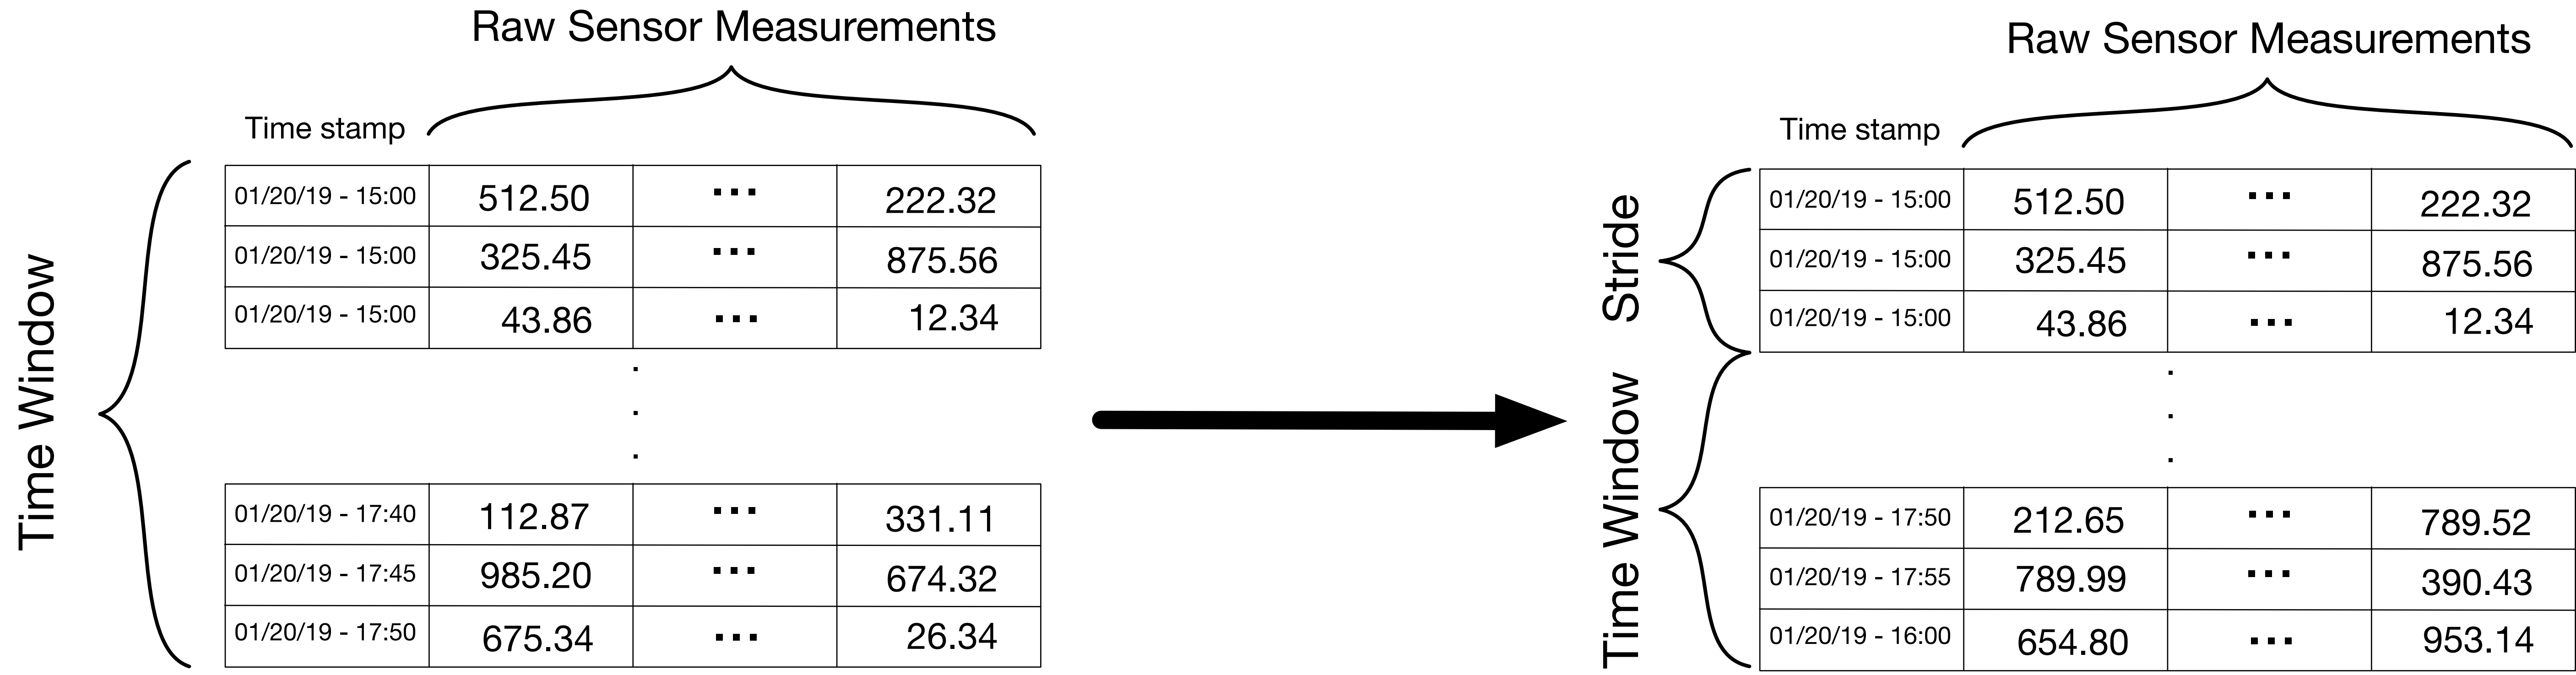 Raw Sensor Measurements
Time stamp
Time Window
01/20/19 - 15:00 512.50 ... 222.32
01/20/19 - 15:00 325.45 ... 875.56
01/20/19 - 15:00 43.86 ... 12.34
.
.
.
01/20/19 - 17:40 112.87 ... 331.11
01/20/19 - 17:45 985.20 ... 674.32
01/20/19 - 17:50 675.34 ... 26.34
Raw Sensor Measurements
Time stamp
Stride
Time Window
01/20/19 - 15:00 512.50 ... 222.32
01/20/19 - 15:00 325.45 ... 875.56
01/20/19 - 15:00 43.86 ... 12.34
.
.
.
01/20/19 - 17:50 212.65 ... 789.52
01/20/19 - 17:55 789.99 ... 390.43
01/20/19 - 16:00 654.80 ... 953.14